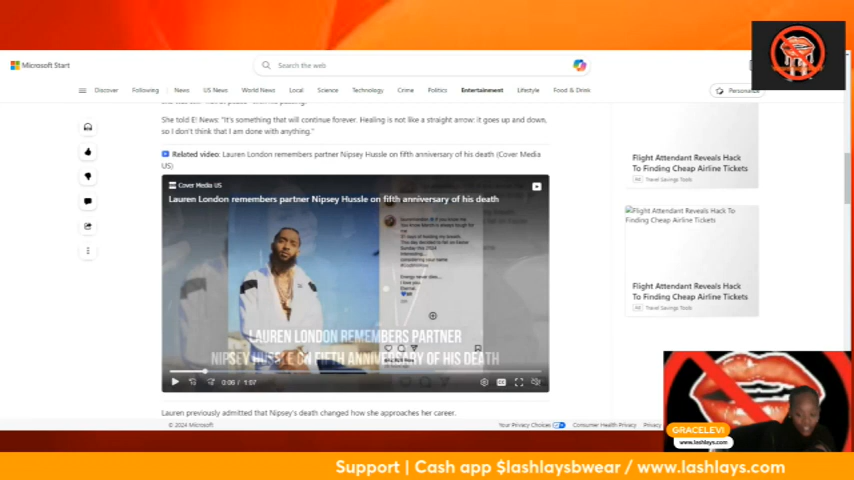 Microsoft Start
Search the web
Discover Following News US News World News Local Science Technology Crime Politics Entertainment Lifestyle Food & Drink
She told E! News: "It's something that will continue forever. Healing is not like a straight arrow: it goes up and down,
so I don't think that I am done with anything."
Related video: Lauren London remembers partner Nipsey Hussle on fifth anniversary of his death (Cover Media
US)
Cover Media US
Lauren London remembers partner Nipsey Hussle on fifth anniversary of his death
LAUREN LONDON REMEMBERS PARTNER
NIPSEY HUSSLE ON FIFTH ANNIVERSARY OF HIS DEATH
0:06 / 1:07
Lauren previously admitted that Nipsey's death changed how she approaches her career.
© 2024 Microsoft
Your Privacy Choices Consumer Health Privacy Privacy
Flight Attendant Reveals Hack
To Finding Cheap Airline Tickets
Ad Travel Savings Tools
Flight Attendant Reveals Hack To
Finding Cheap Airline Tickets
Flight Attendant Reveals Hack
To Finding Cheap Airline Tickets
Ad Travel Savings Tools
GRACELEVI
www.lashlays.com
Support | Cash app $lashlaysbwear / www.lashlays.com